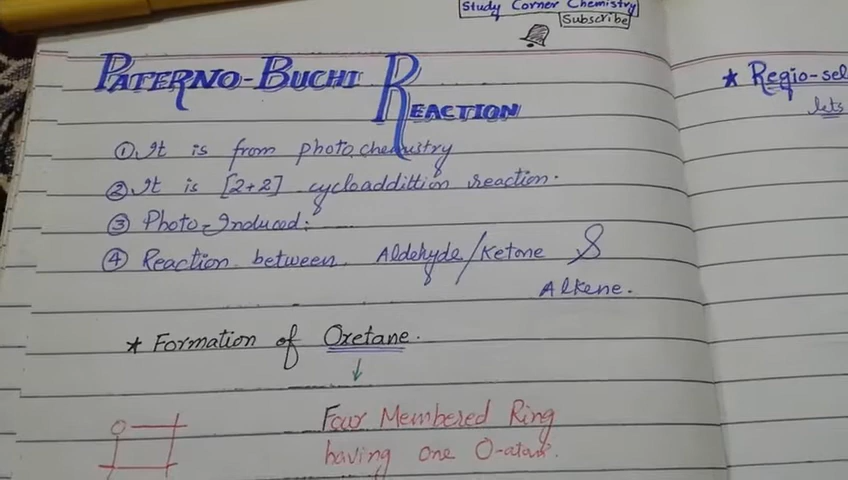 Study Corner Chemistry
Subscribe
PATERNO-BUCHI REACTION
① It is from photochemistry
② It is [2+2] cycloaddittion reaction.
③ Photo-Induced:
④ Reaction between Aldehyde/Ketone &
Alkene.
★ Formation of Oxetane.
↓
Four Membered Ring
having one O-atom.
O
★ Regio-sel
lets